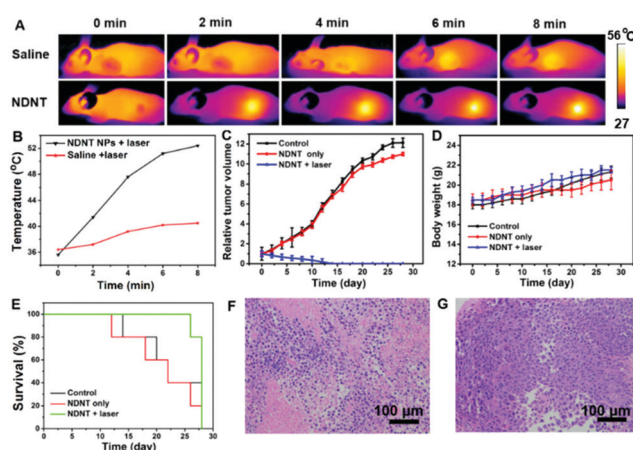 A
0 min 2 min 4 min 6 min 8 min
56 °C
Saline
NDNT
27
B
NDNT NPs + laser
Saline +laser
52
48
44
40
36
Temperature (°C)
0 2 4 6 8
Time (min)
C
Control
NDNT only
NDNT + laser
12
10
8
6
4
2
0
Relative tumor volume
0 5 10 15 20 25 30
Time (day)
D
24
22
20
18
16
14
12
Body weight (g)
Control
NDNT only
NDNT + laser
0 5 10 15 20 25 30
Time (day)
E
100
80
60
40
20
0
Survival (%)
Control
NDNT only
NDNT + laser
0 5 10 15 20 25 30
Time (day)
F
100 μm
G
100 μm